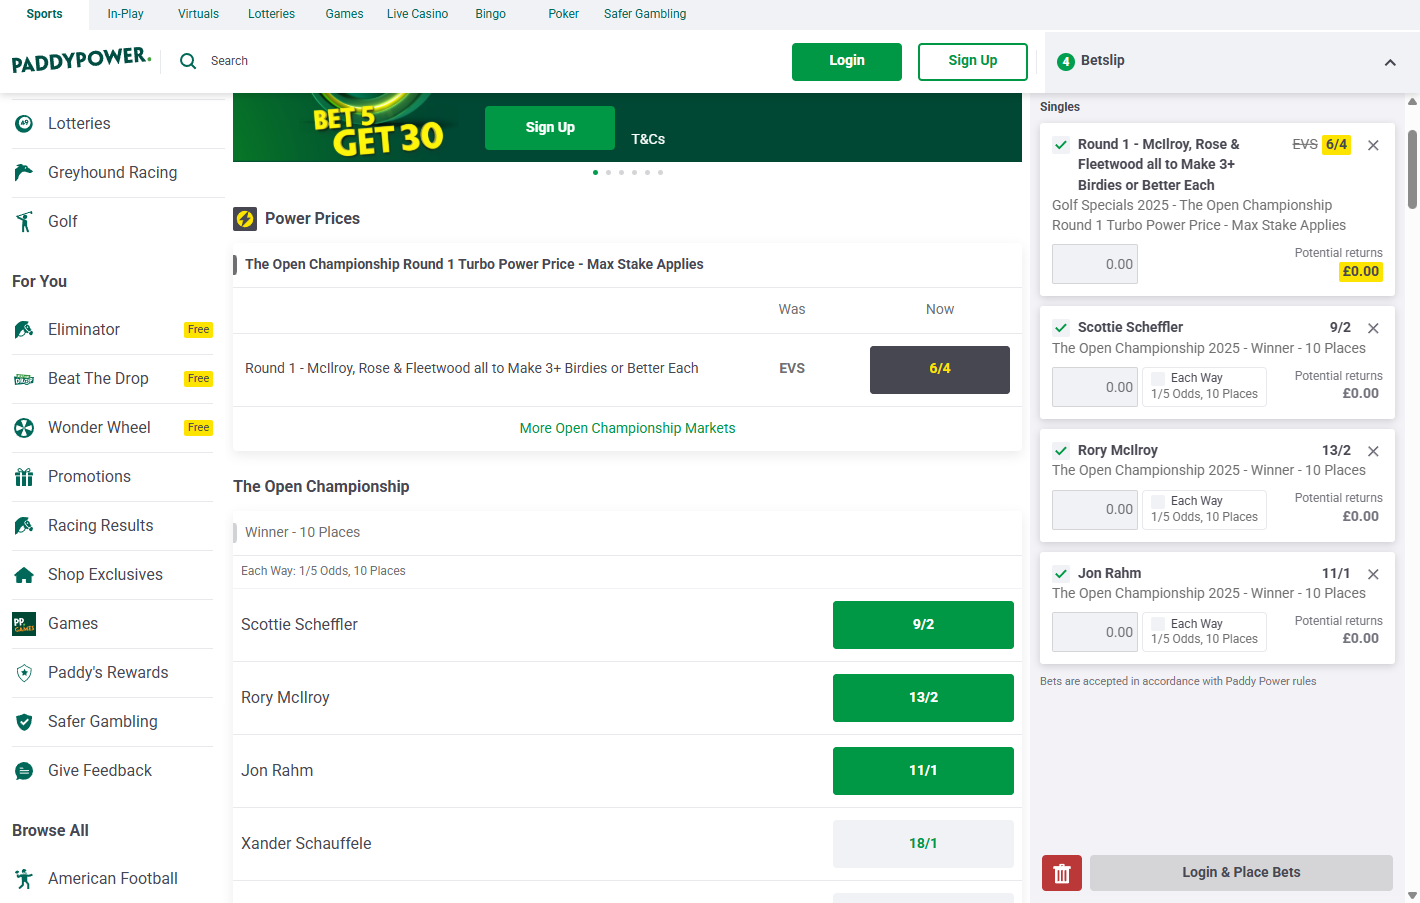 Sports
In-Play
Virtuals
Lotteries
Games
Live Casino
Bingo
Poker
Safer Gambling
PADDYPOWER.
Search
Login
Sign Up
4 Betslip
Lotteries
Greyhound Racing
Golf
For You
Eliminator Free
Beat The Drop Free
Wonder Wheel Free
Promotions
Racing Results
Shop Exclusives
PP. GAMES Games
Paddy's Rewards
Safer Gambling
Give Feedback
Browse All
American Football
BET 5
GET 30
Sign Up
T&Cs
Power Prices
The Open Championship Round 1 Turbo Power Price - Max Stake Applies
Was Now
Round 1 - McIlroy, Rose & Fleetwood all to Make 3+ Birdies or Better Each EVS 6/4
More Open Championship Markets
The Open Championship
Winner - 10 Places
Each Way: 1/5 Odds, 10 Places
Scottie Scheffler 9/2
Rory McIlroy 13/2
Jon Rahm 11/1
Xander Schauffele 18/1
Singles
Round 1 - McIlroy, Rose & EVS 6/4
Fleetwood all to Make 3+
Birdies or Better Each
Golf Specials 2025 - The Open Championship
Round 1 Turbo Power Price - Max Stake Applies
0.00
Potential returns
£0.00
Scottie Scheffler 9/2
The Open Championship 2025 - Winner - 10 Places
0.00
Each Way
1/5 Odds, 10 Places
Potential returns
£0.00
Rory McIlroy 13/2
The Open Championship 2025 - Winner - 10 Places
0.00
Each Way
1/5 Odds, 10 Places
Potential returns
£0.00
Jon Rahm 11/1
The Open Championship 2025 - Winner - 10 Places
0.00
Each Way
1/5 Odds, 10 Places
Potential returns
£0.00
Bets are accepted in accordance with Paddy Power rules
Login & Place Bets